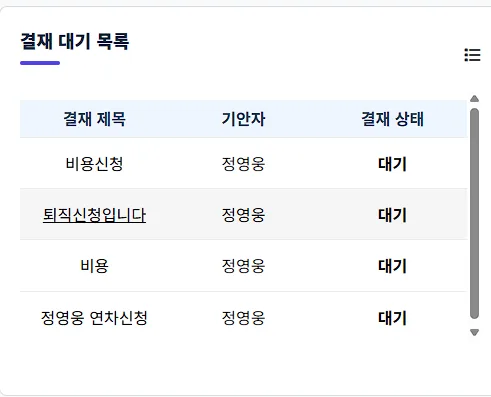 결재 대기 목록
결재 제목 기안자 결재 상태
비용신청 정영웅 대기
퇴직신청입니다 정영웅 대기
비용 정영웅 대기
정영웅 연차신청 정영웅 대기